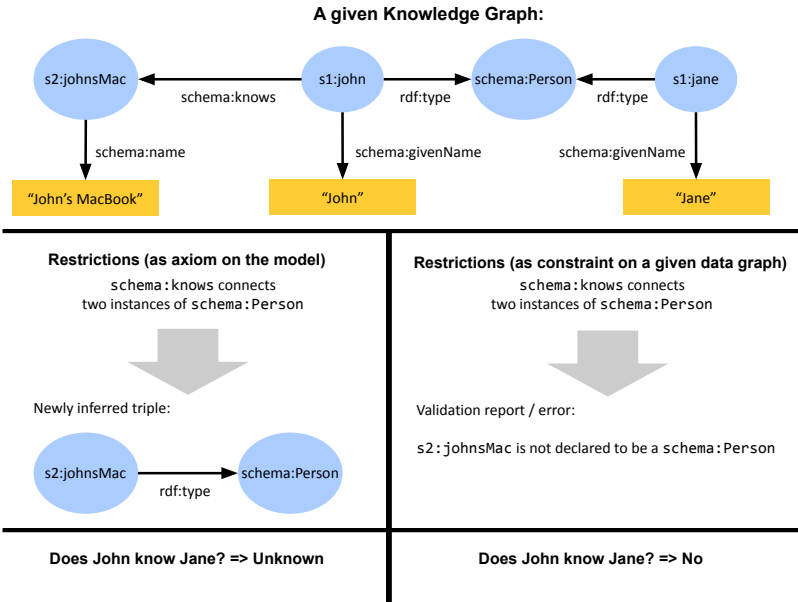 A given Knowledge Graph:
s2:johnsMac
s1:john
schema:Person
s1:jane
schema:knows
rdf:type
rdf:type
schema:name
schema:givenName
schema:givenName
“John’s MacBook”
“John”
“Jane”
Restrictions (as axiom on the model)
schema:knows connects
two instances of schema:Person
Newly inferred triple:
s2:johnsMac
schema:Person
rdf:type
Does John know Jane? => Unknown
Restrictions (as constraint on a given data graph)
schema:knows connects
two instances of schema:Person
Validation report / error:
s2:johnsMac is not declared to be a schema:Person
Does John know Jane? => No